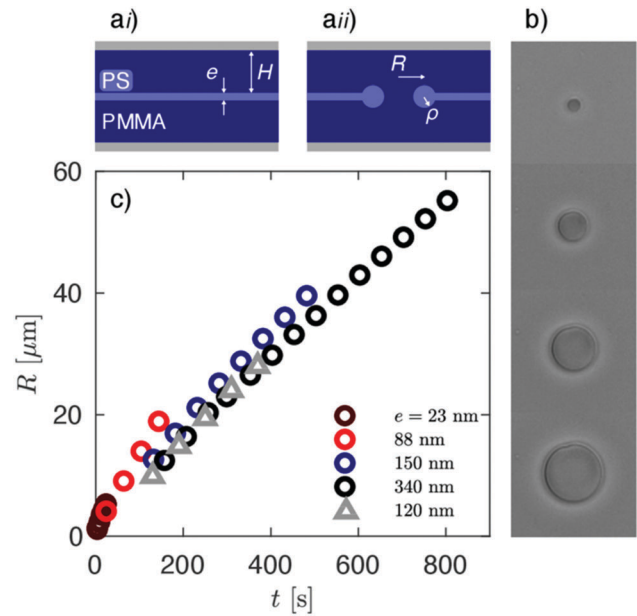 ai)
aii)
b)
e
H
PS
PMMA
R
ρ
c)
60
40
20
0
R [μm]
e = 23 nm
88 nm
150 nm
340 nm
120 nm
0 200 400 600 800
t [s]